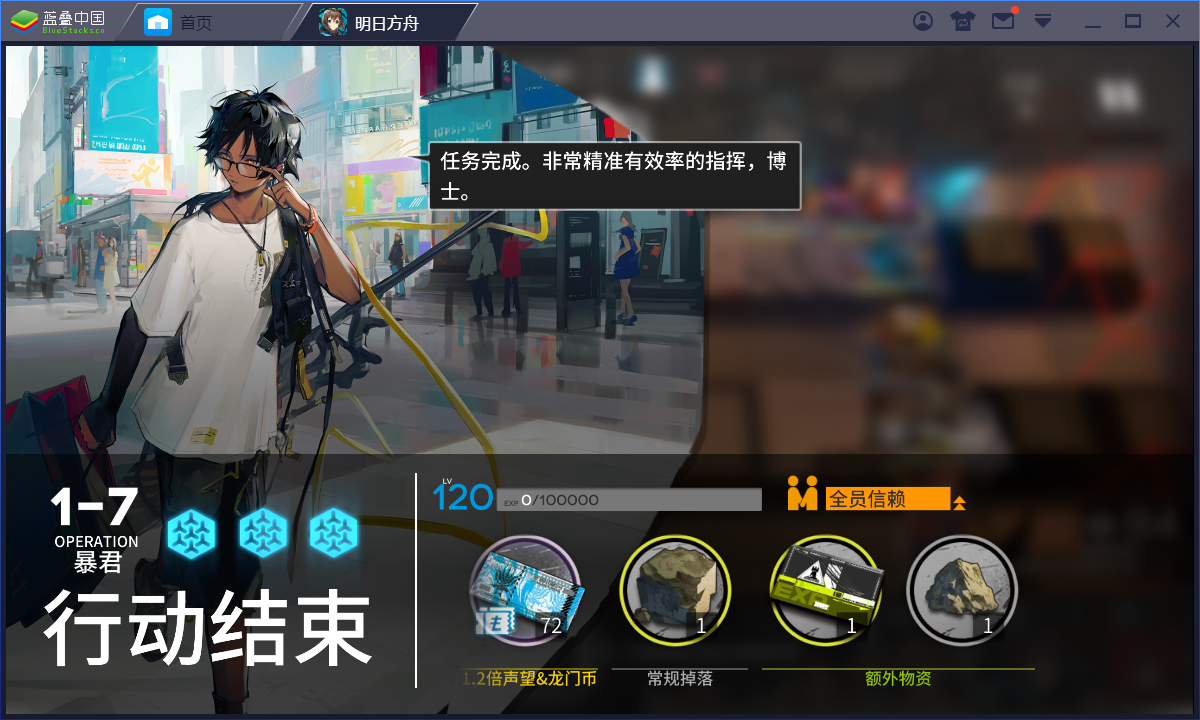 蓝叠中国
BlueStacks.cn
首页
明日方舟
任务完成。非常精准有效率的指挥，博
士。
1-7
OPERATION
暴君
行动结束
LV
120
EXP 0/100000
全员信赖
72
1
EXP
1
1
1.2倍声望&龙门币
常规掉落
额外物资